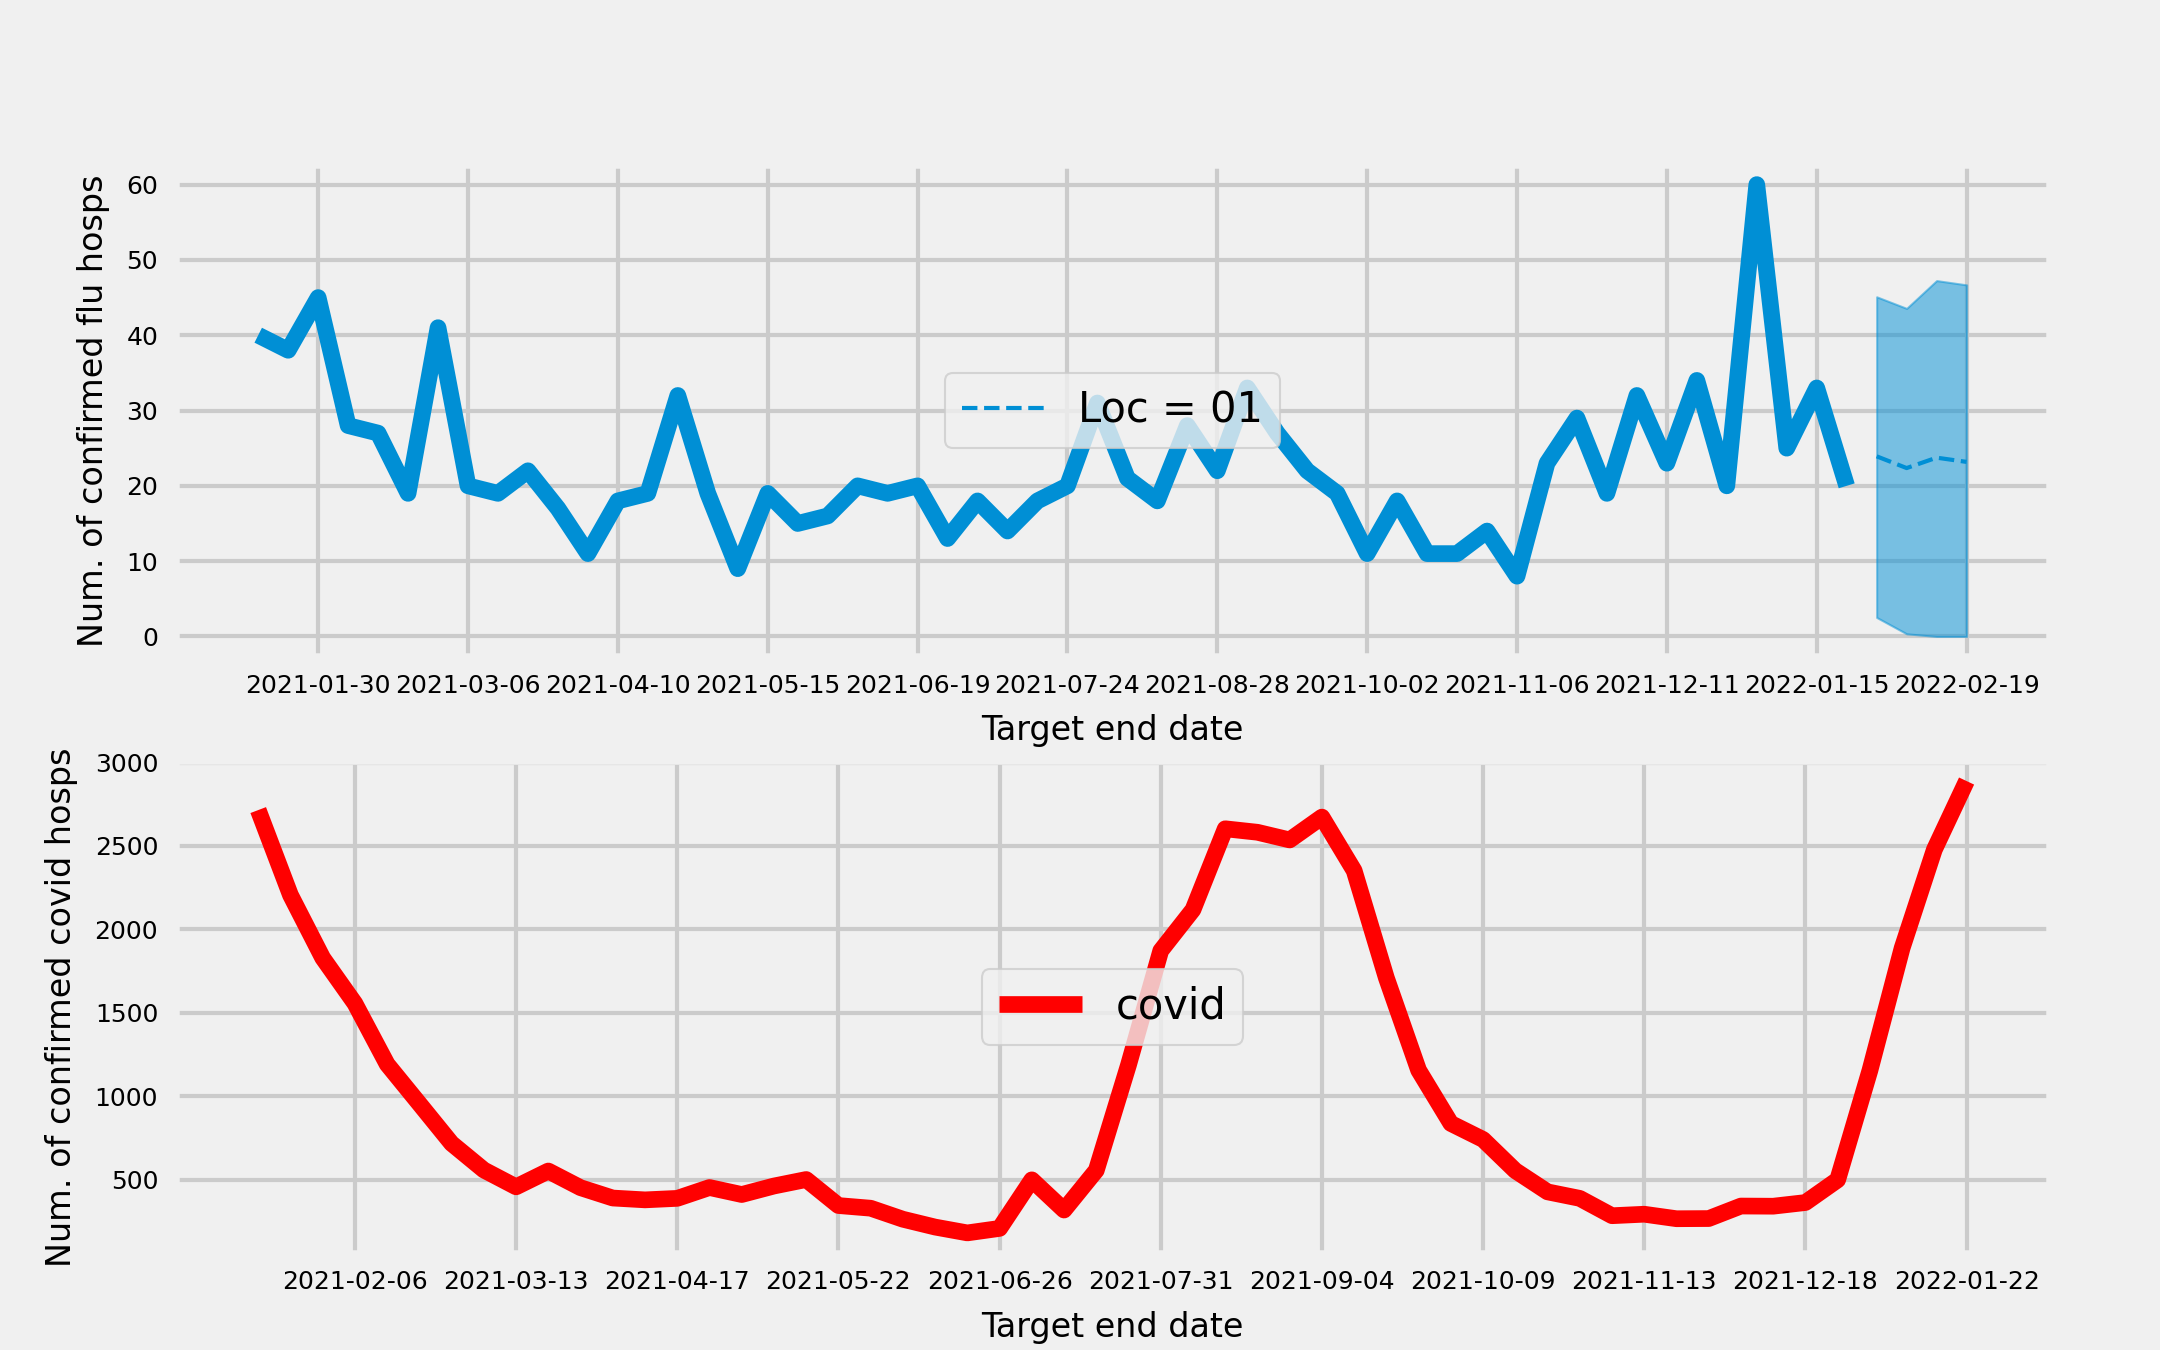 Num. of confirmed flu hosps
60
50
40
30
20
10
0
Loc = 01
2021-01-30 2021-03-06 2021-04-10 2021-05-15 2021-06-19 2021-07-24 2021-08-28 2021-10-02 2021-11-06 2021-12-11 2022-01-15 2022-02-19
Target end date
Num. of confirmed covid hosps
3000
2500
2000
1500
1000
500
covid
2021-02-06 2021-03-13 2021-04-17 2021-05-22 2021-06-26 2021-07-31 2021-09-04 2021-10-09 2021-11-13 2021-12-18 2022-01-22
Target end date